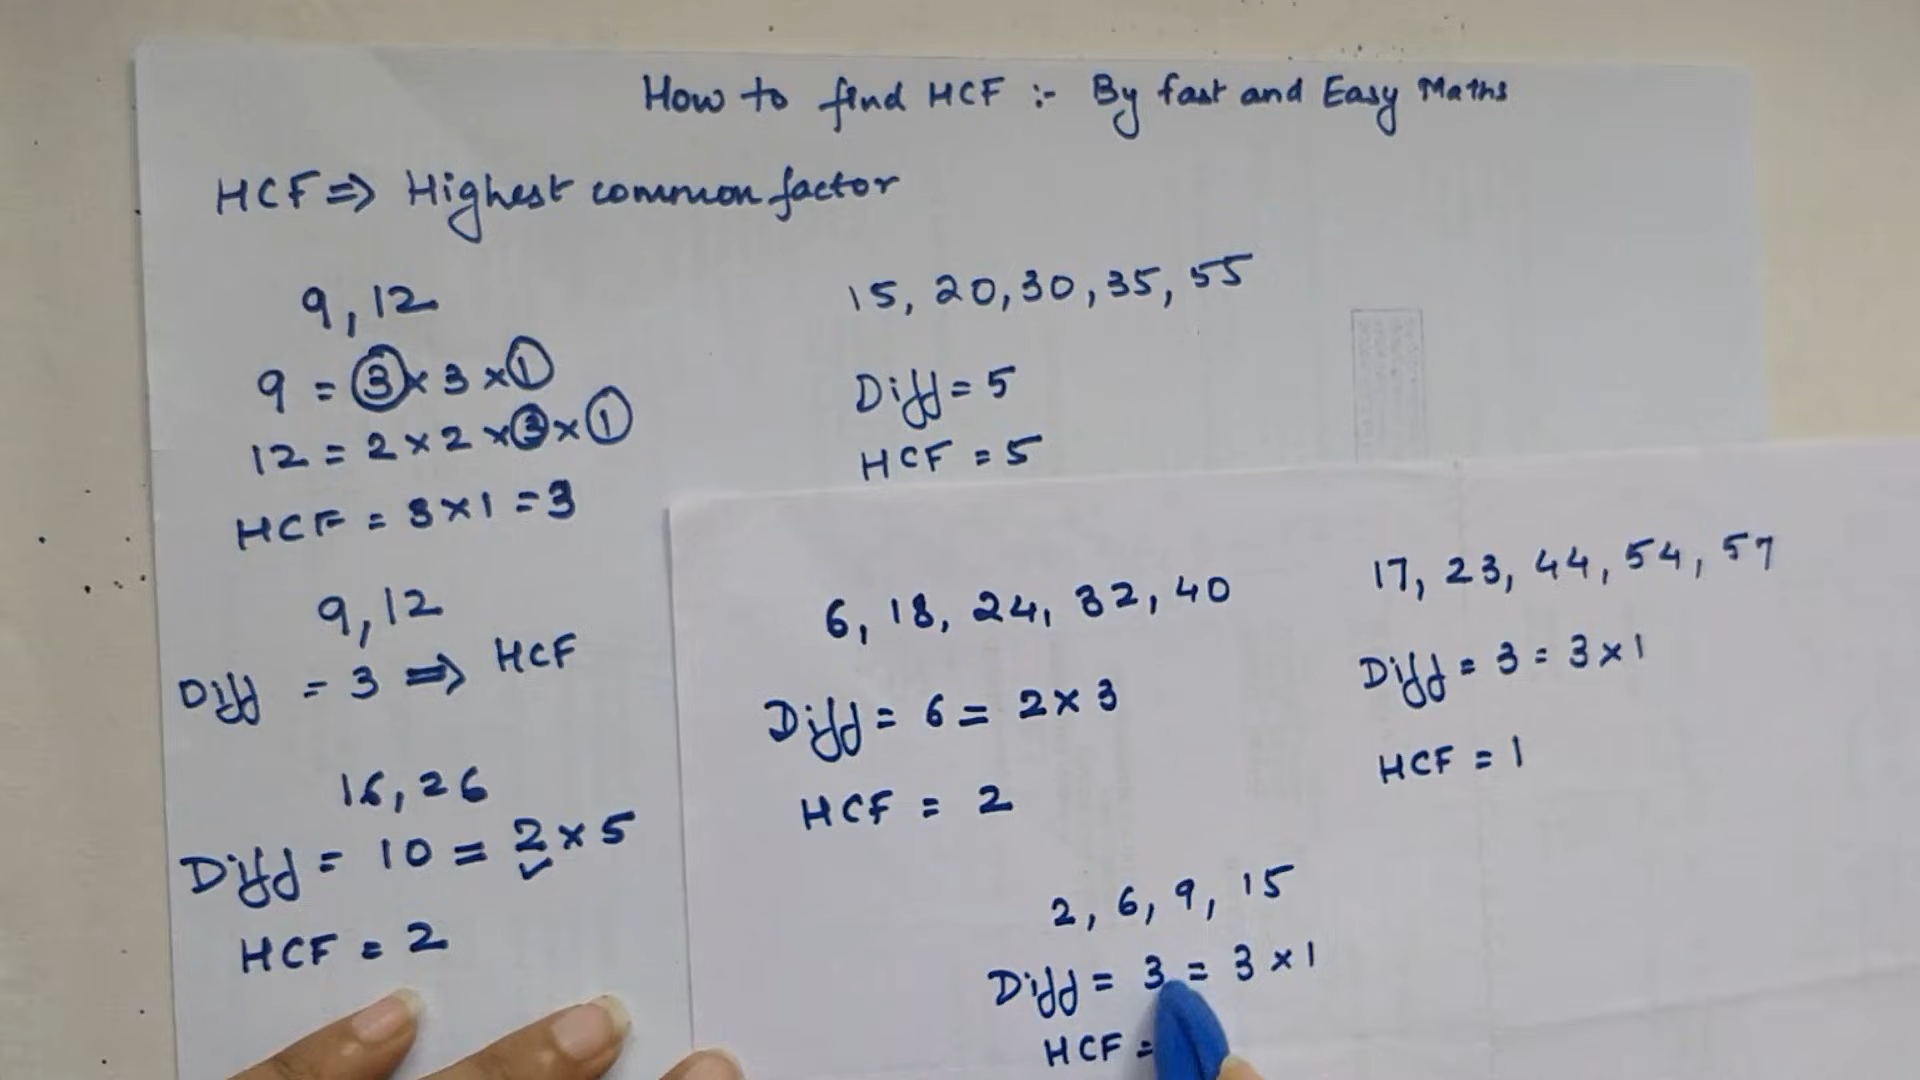 How to find HCF :- By fast and Easy Maths
HCF => Highest common factor
9, 12
9 = 3 x 3 x 1
12 = 2 x 2 x 3 x 1
HCF = 3 x 1 = 3
9, 12
Diff = 3 => HCF
16, 26
Diff = 10 = 2 x 5
HCF = 2
15, 20, 30, 35, 55
Diff = 5
HCF = 5
6, 18, 24, 32, 40
Diff = 6 = 2 x 3
HCF = 2
17, 23, 44, 54, 57
Diff = 3 = 3 x 1
HCF = 1
2, 6, 9, 15
Diff = 3 = 3 x 1
HCF =